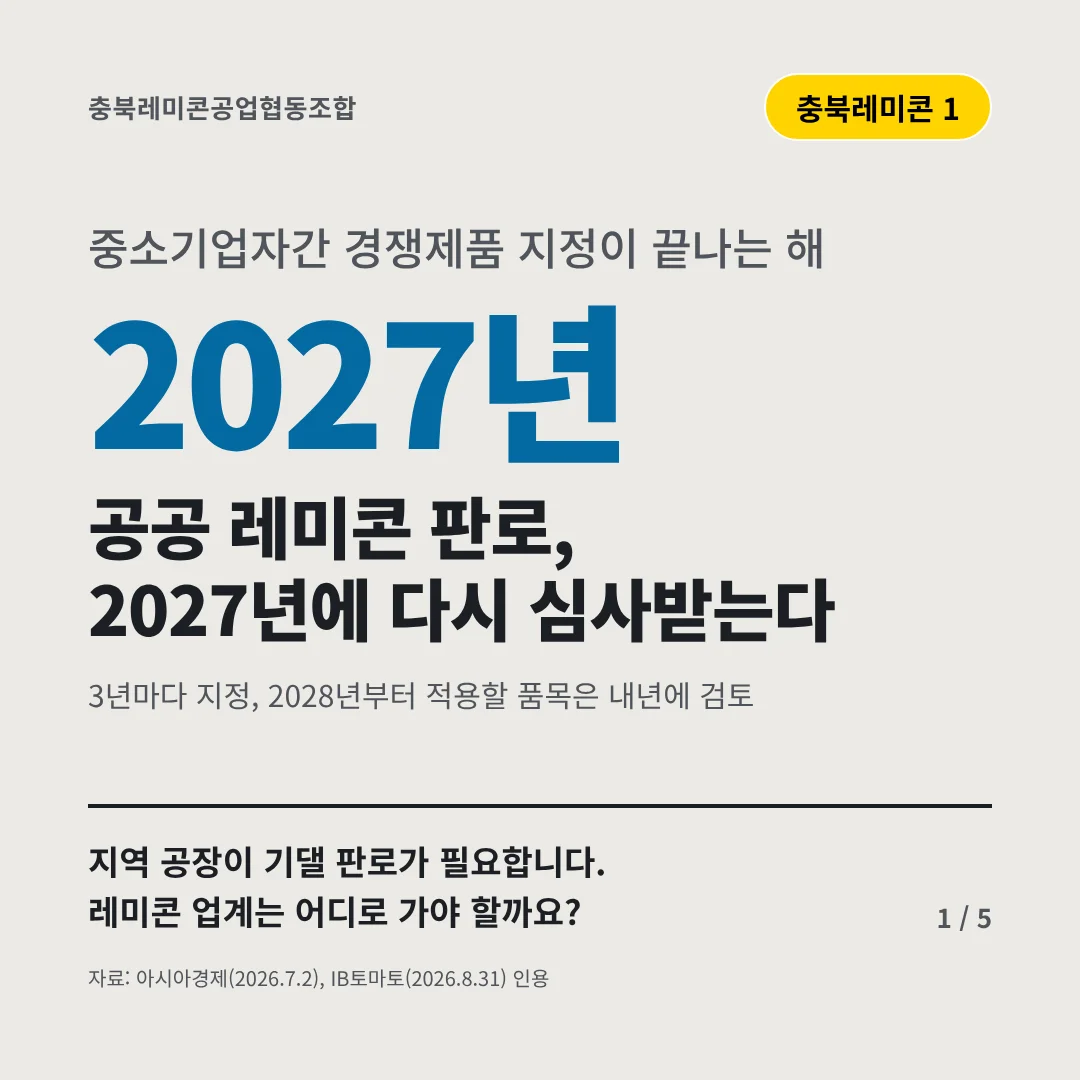 충북레미콘공업협동조합
충북레미콘 1
중소기업자간 경쟁제품 지정이 끝나는 해
2027년
공공 레미콘 판로,
2027년에 다시 심사받는다
3년마다 지정, 2028년부터 적용할 품목은 내년에 검토
지역 공장이 기댈 판로가 필요합니다.
레미콘 업계는 어디로 가야 할까요?
1 / 5
자료: 아시아경제(2026.7.2), IB토마토(2026.8.31) 인용